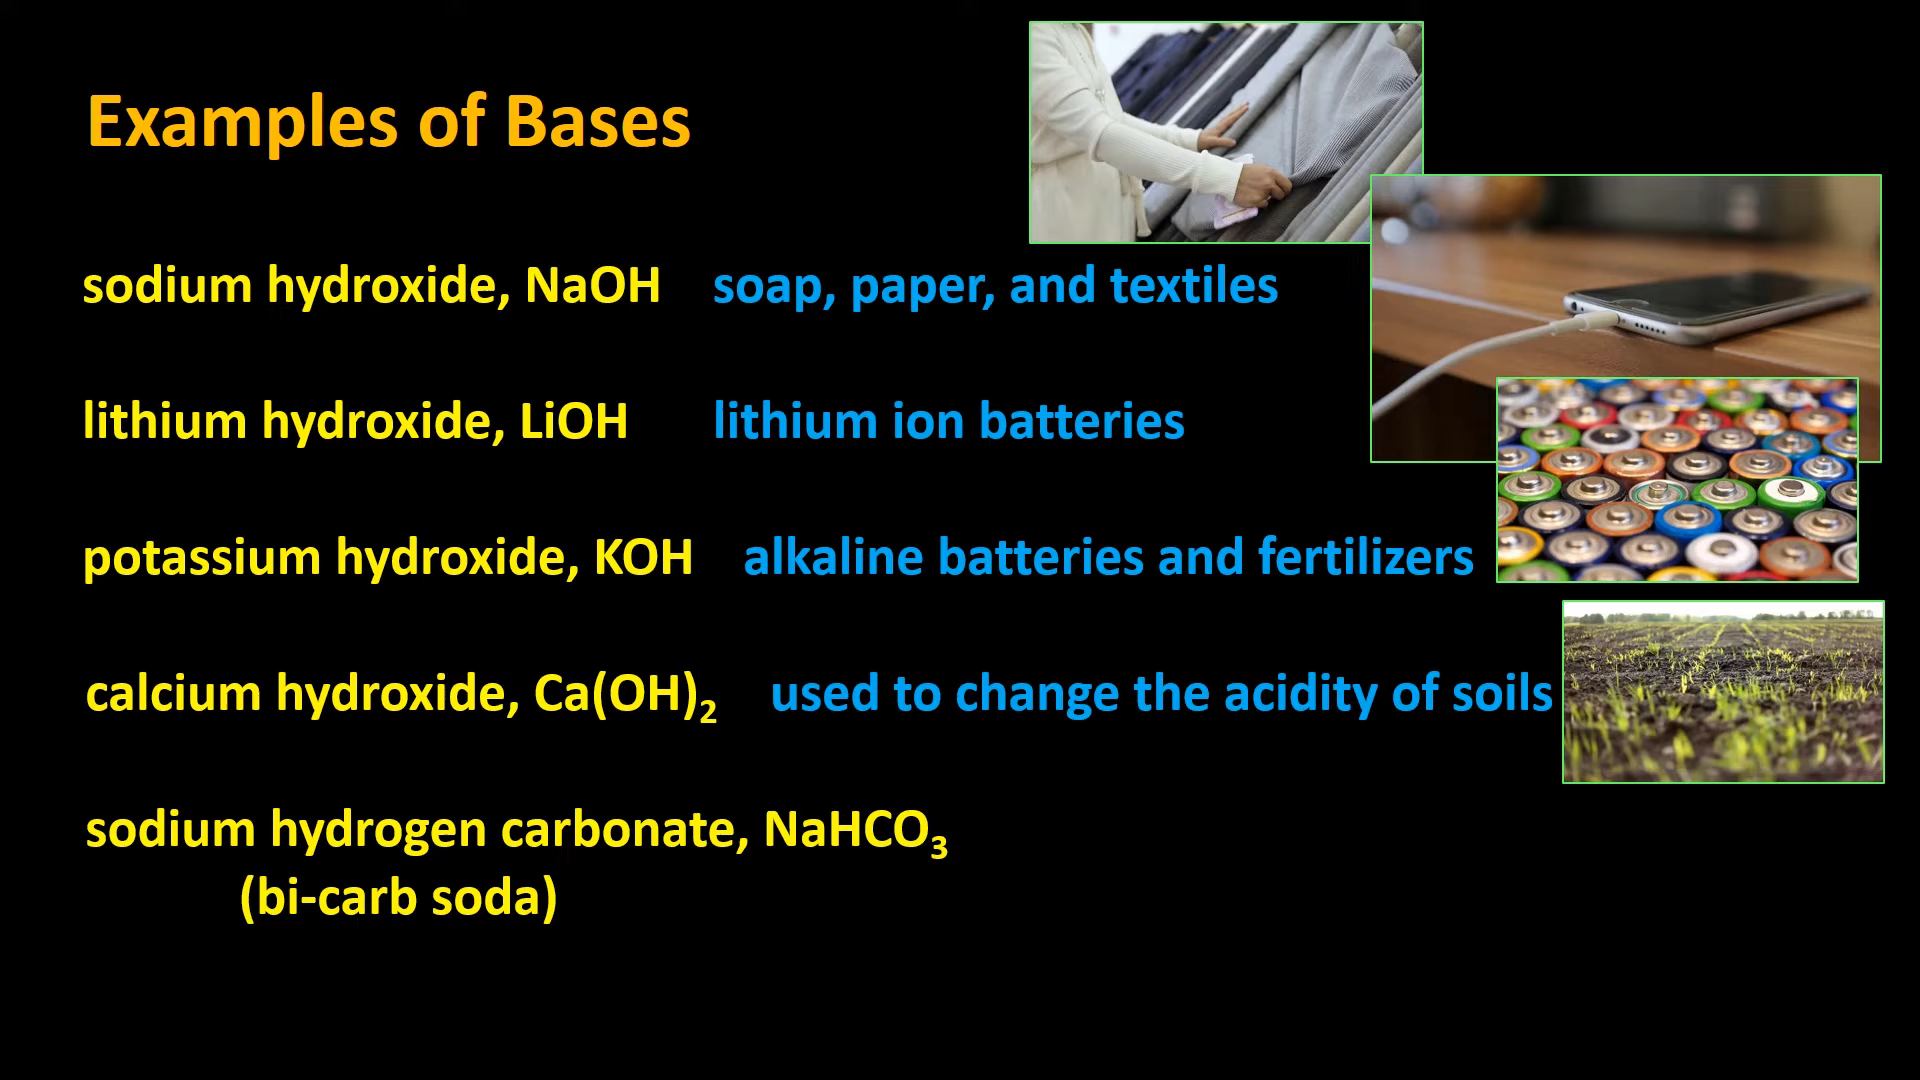 Examples of Bases
sodium hydroxide, NaOH soap, paper, and textiles
lithium hydroxide, LiOH lithium ion batteries
potassium hydroxide, KOH alkaline batteries and fertilizers
calcium hydroxide, Ca(OH)₂ used to change the acidity of soils
sodium hydrogen carbonate, NaHCO₃
(bi-carb soda)